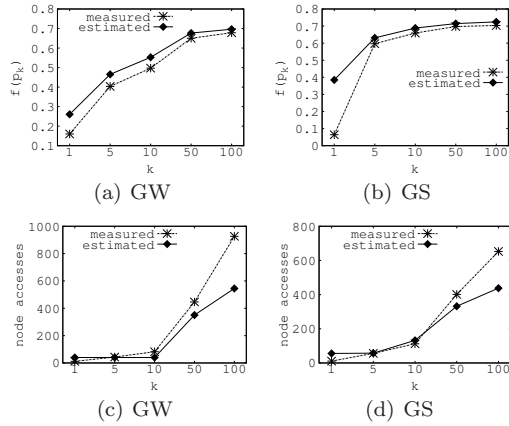 0.8
0.7
0.6
0.5
0.4
0.3
0.2
0.1
f(pk)
measured
estimated
1 5 10 50 100
k
(a) GW
0.8
0.7
0.6
0.5
0.4
0.3
0.2
0.1
0
f(pk)
measured
estimated
1 5 10 50 100
k
(b) GS
1000
800
600
400
200
0
node accesses
measured
estimated
1 5 10 50 100
k
(c) GW
800
600
400
200
0
node accesses
measured
estimated
1 5 10 50 100
k
(d) GS